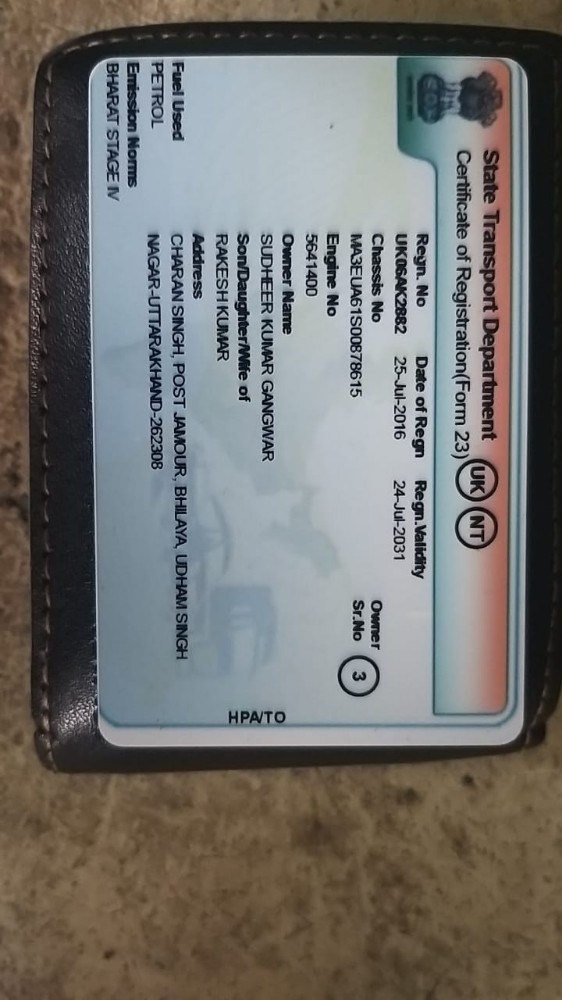 State Transport Department
Certificate of Registration(Form 23)
UK NT
Regn. No Date of Regn Regn.Validity
UK06AK2882 25-Jul-2016 24-Jul-2031
Chassis No
MA3EUA61S00878615
Owner
Sr.No 3
Engine No
5641400
Owner Name
SUDHEER KUMAR GANGWAR
Son/Daughter/Wife of
RAKESH KUMAR
Address
CHARAN SINGH, POST JAMOUR, BHILAYA, UDHAM SINGH
NAGAR-UTTARAKHAND-262308
Fuel Used
PETROL
Emission Norms
BHARAT STAGE IV
HPA/TO